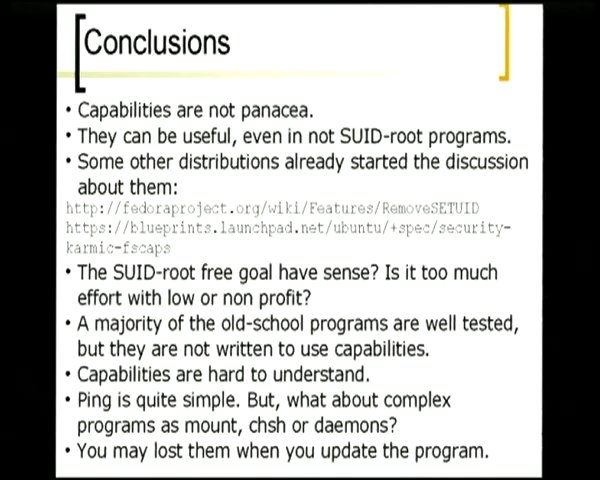 Conclusions
• Capabilities are not panacea.
• They can be useful, even in not SUID-root programs.
• Some other distributions already started the discussion
about them:
http://fedoraproject.org/wiki/Features/RemoveSETUID
https://blueprints.launchpad.net/ubuntu/+spec/security-
karmic-fscaps
• The SUID-root free goal have sense? Is it too much
effort with low or non profit?
• A majority of the old-school programs are well tested,
but they are not written to use capabilities.
• Capabilities are hard to understand.
• Ping is quite simple. But, what about complex
programs as mount, chsh or daemons?
• You may lost them when you update the program.